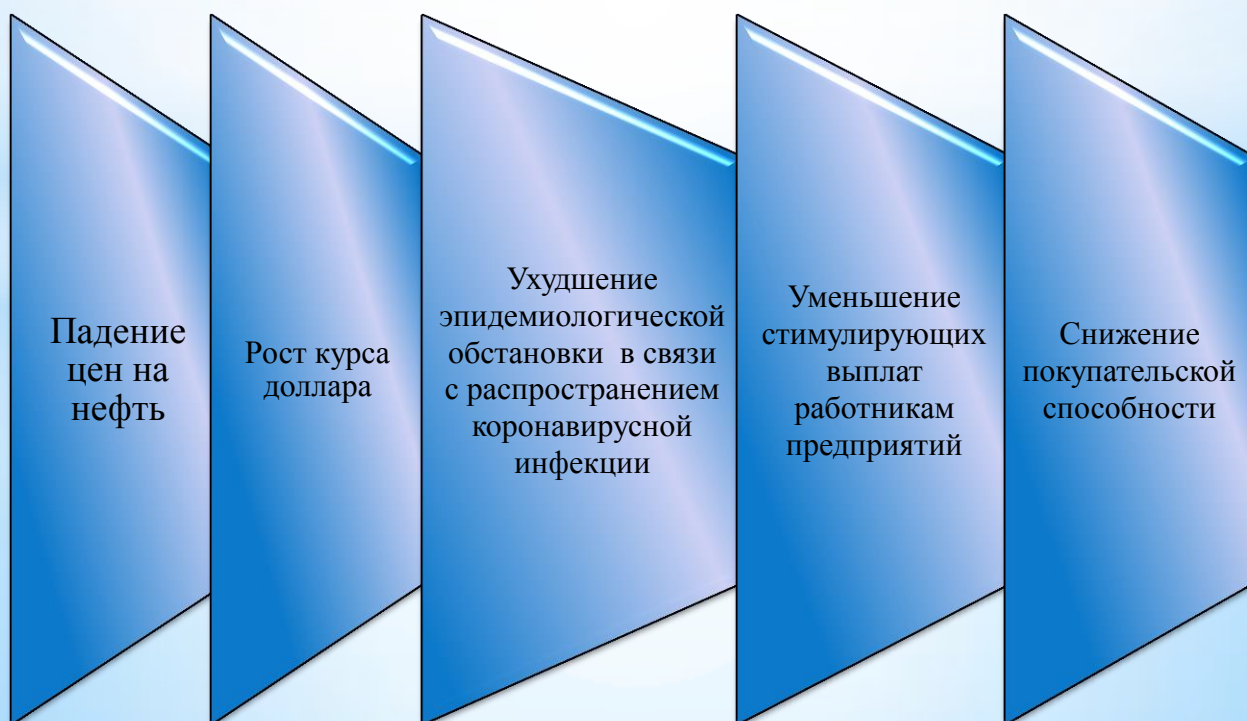 Падение
цен на
нефть
Рост курса
доллара
Ухудшение
эпидемиологической
обстановки в связи
с распространением
коронавирусной
инфекции
Уменьшение
стимулирующих
выплат
работникам
предприятий
Снижение
покупательской
способности